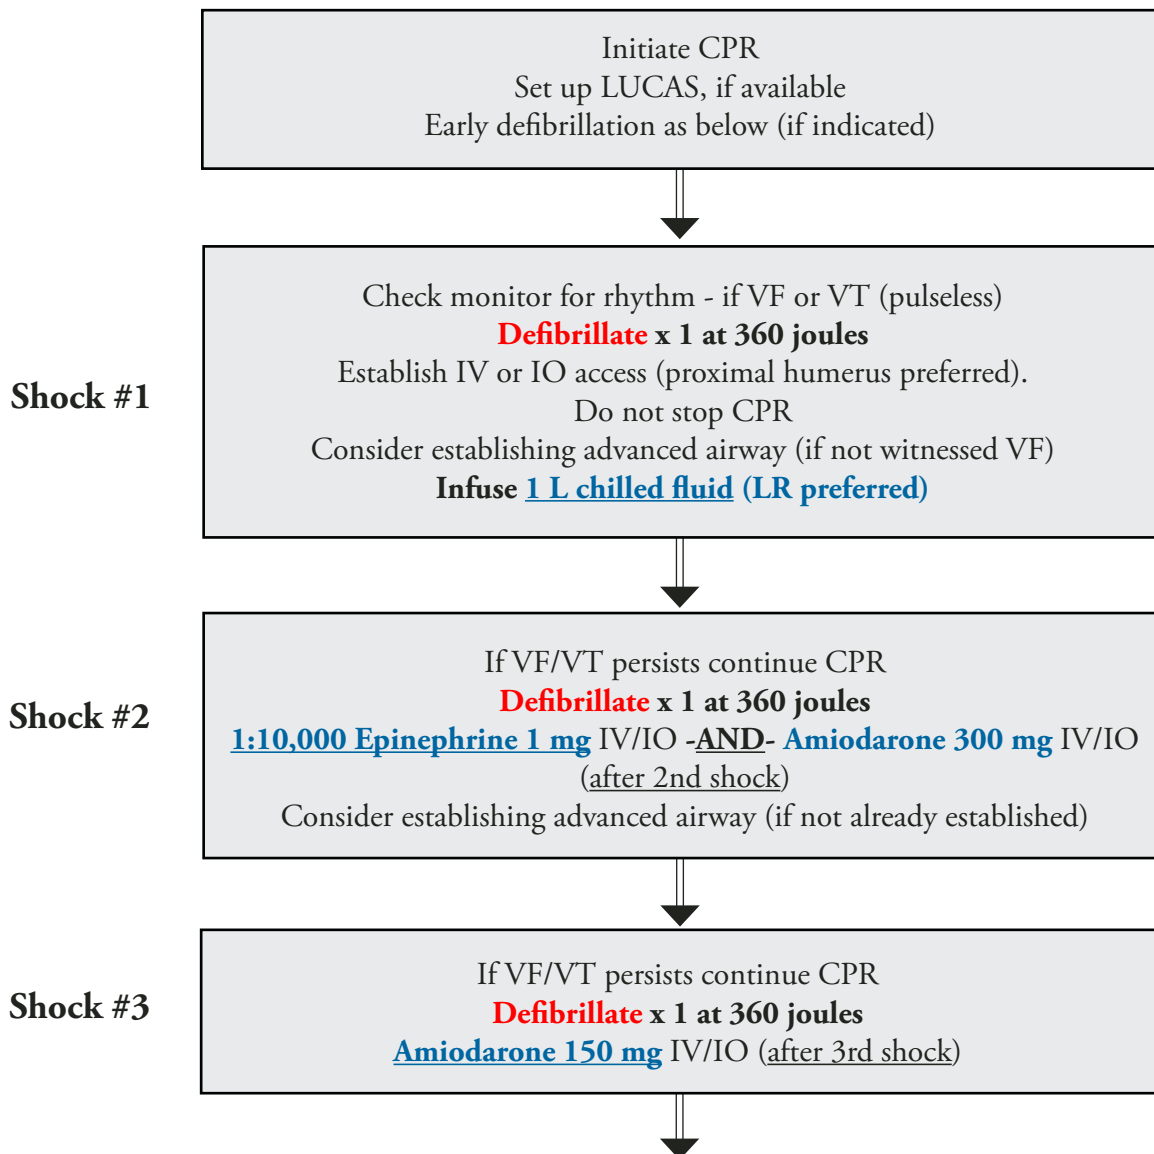 Initiate CPR
Set up LUCAS, if available
Early defibrillation as below (if indicated)
Shock #1
Check monitor for rhythm - if VF or VT (pulseless)
Defibrillate x 1 at 360 joules
Establish IV or IO access (proximal humerus preferred).
Do not stop CPR
Consider establishing advanced airway (if not witnessed VF)
Infuse 1 L chilled fluid (LR preferred)
Shock #2
If VF/VT persists continue CPR
Defibrillate x 1 at 360 joules
1:10,000 Epinephrine 1 mg IV/IO -AND- Amiodarone 300 mg IV/IO
(after 2nd shock)
Consider establishing advanced airway (if not already established)
Shock #3
If VF/VT persists continue CPR
Defibrillate x 1 at 360 joules
Amiodarone 150 mg IV/IO (after 3rd shock)